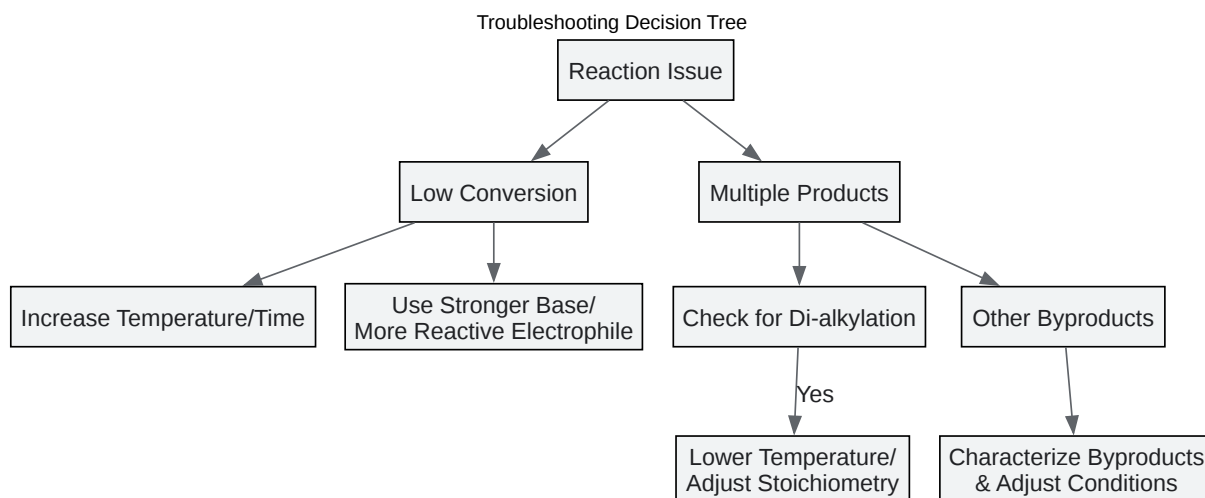 Troubleshooting Decision Tree
Reaction Issue
Low Conversion
Multiple Products
Increase Temperature/Time
Use Stronger Base/
More Reactive Electrophile
Check for Di-alkylation
Other Byproducts
Yes
Lower Temperature/
Adjust Stoichiometry
Characterize Byproducts
& Adjust Conditions